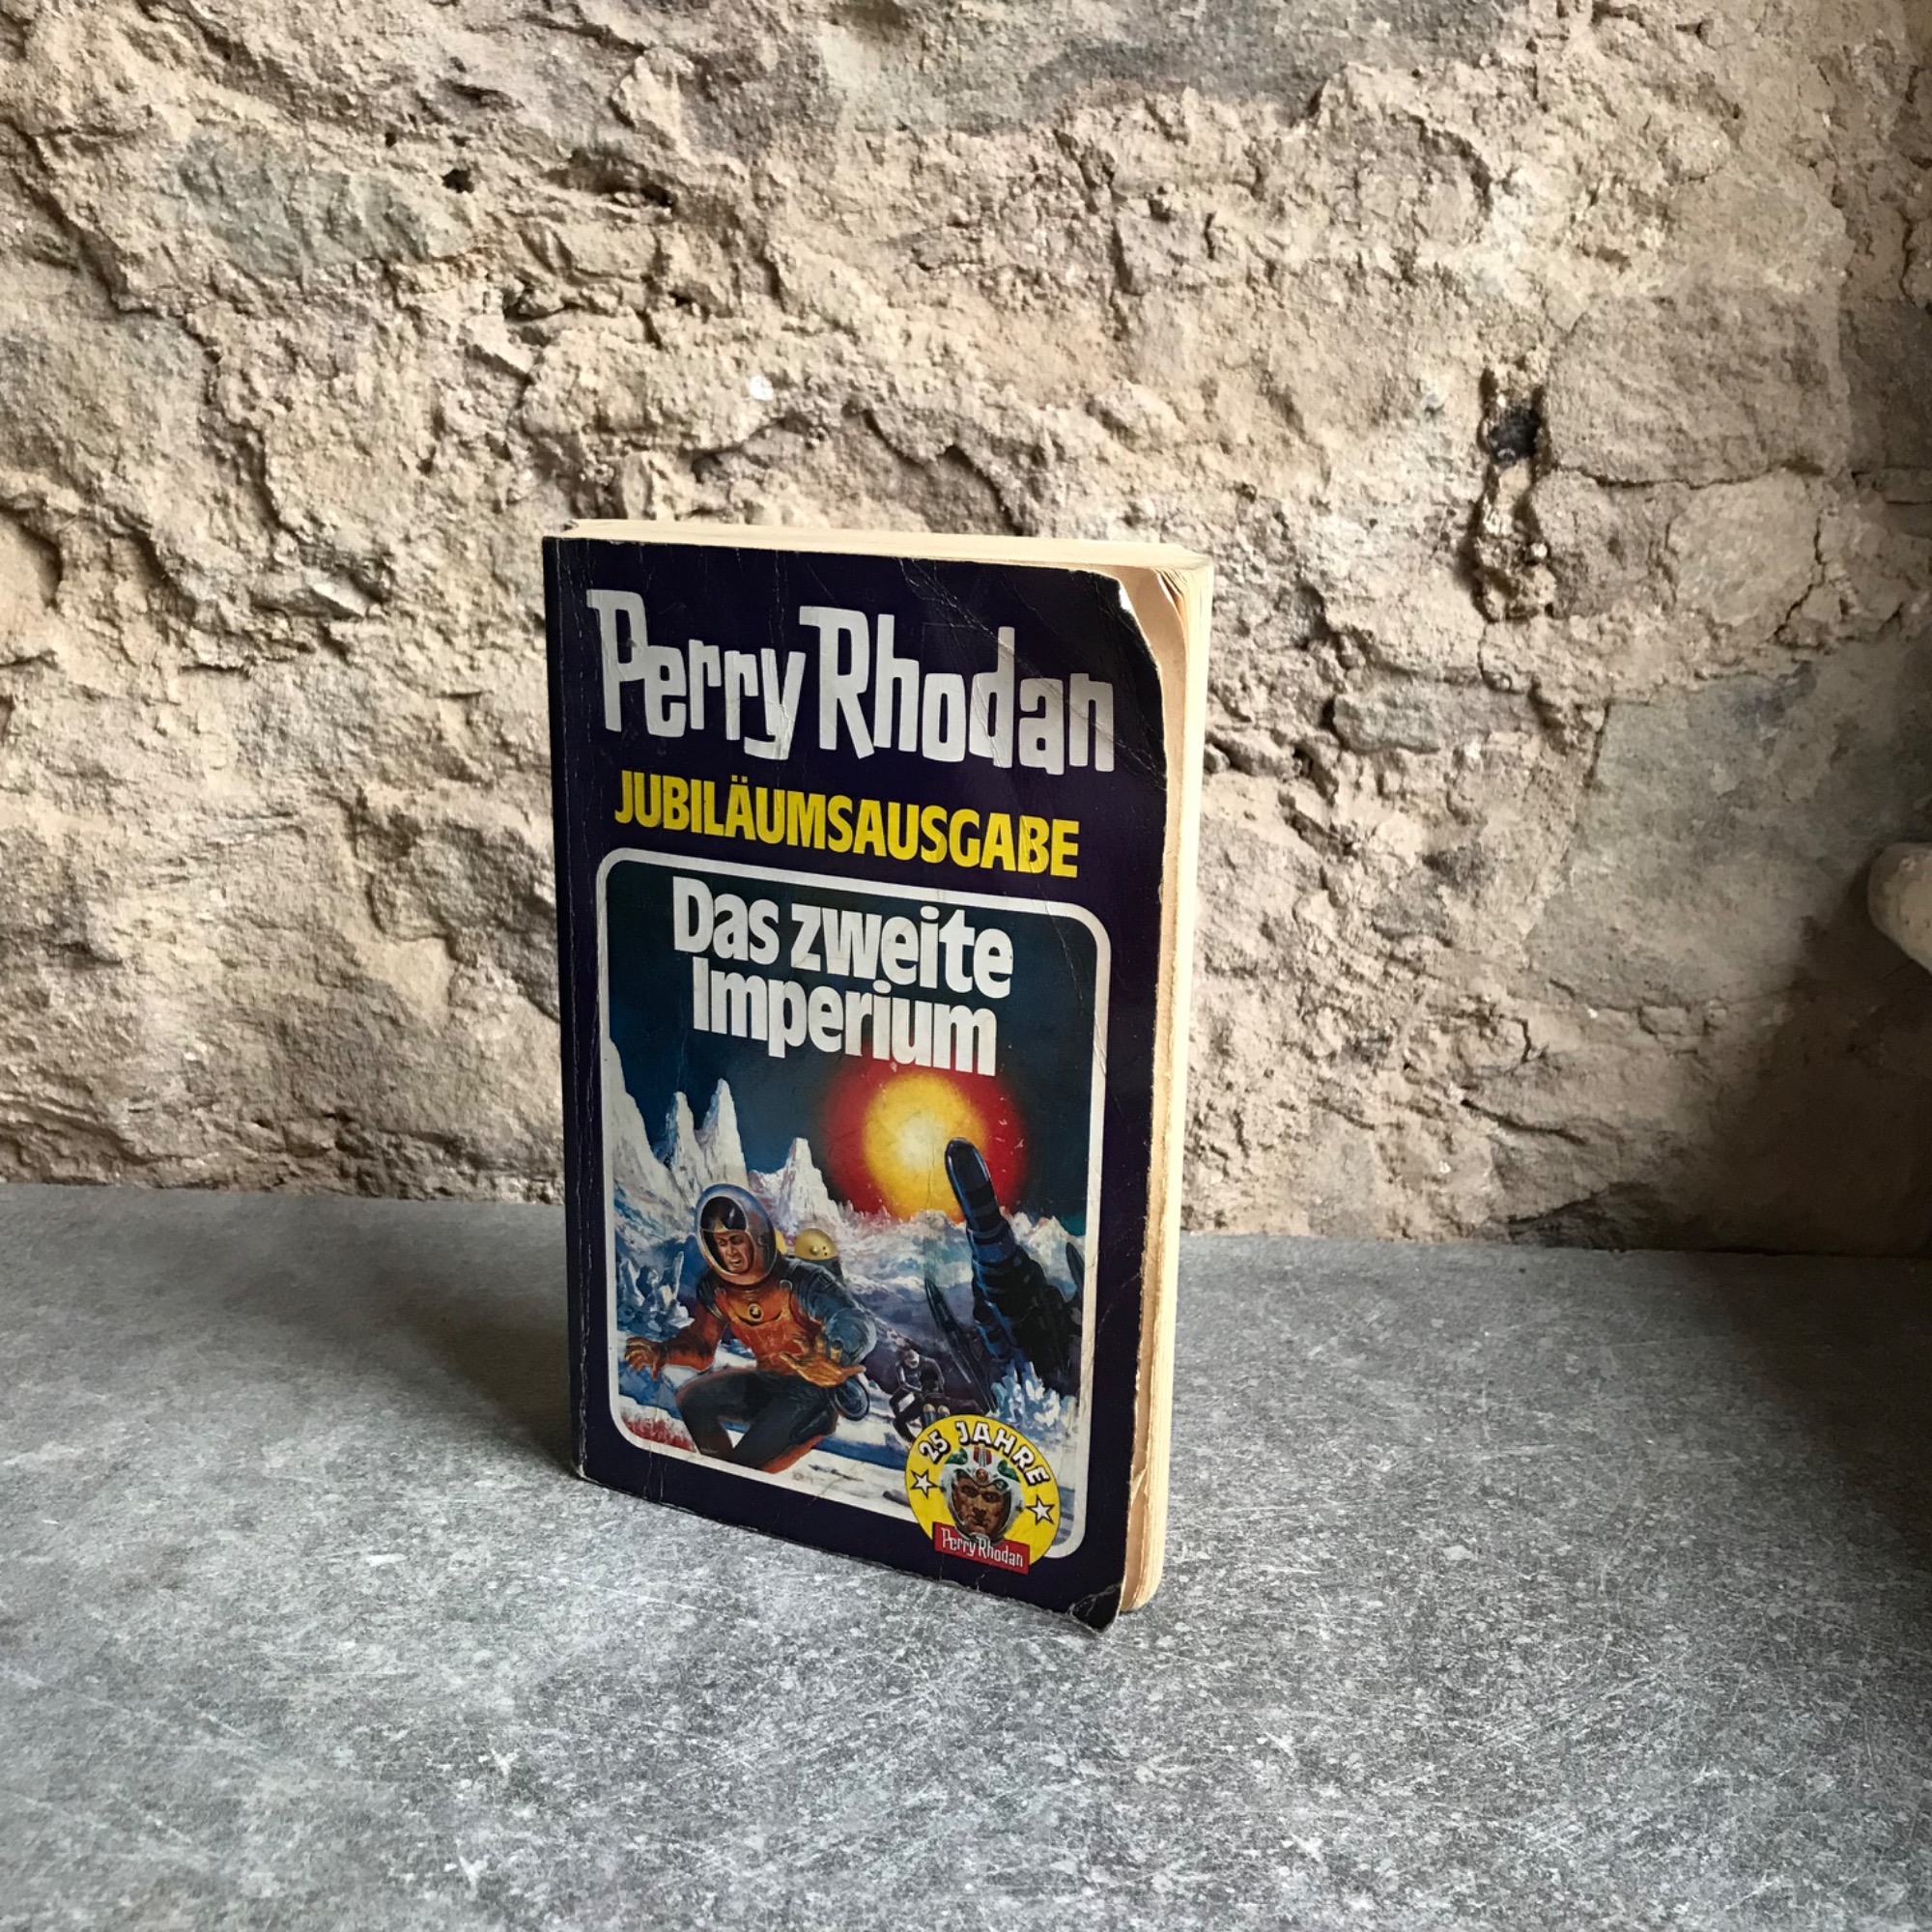 Perry Rhodan
JUBILÄUMSAUSGABE
Das zweite
Imperium
25 JAHRE
Perry Rhodan